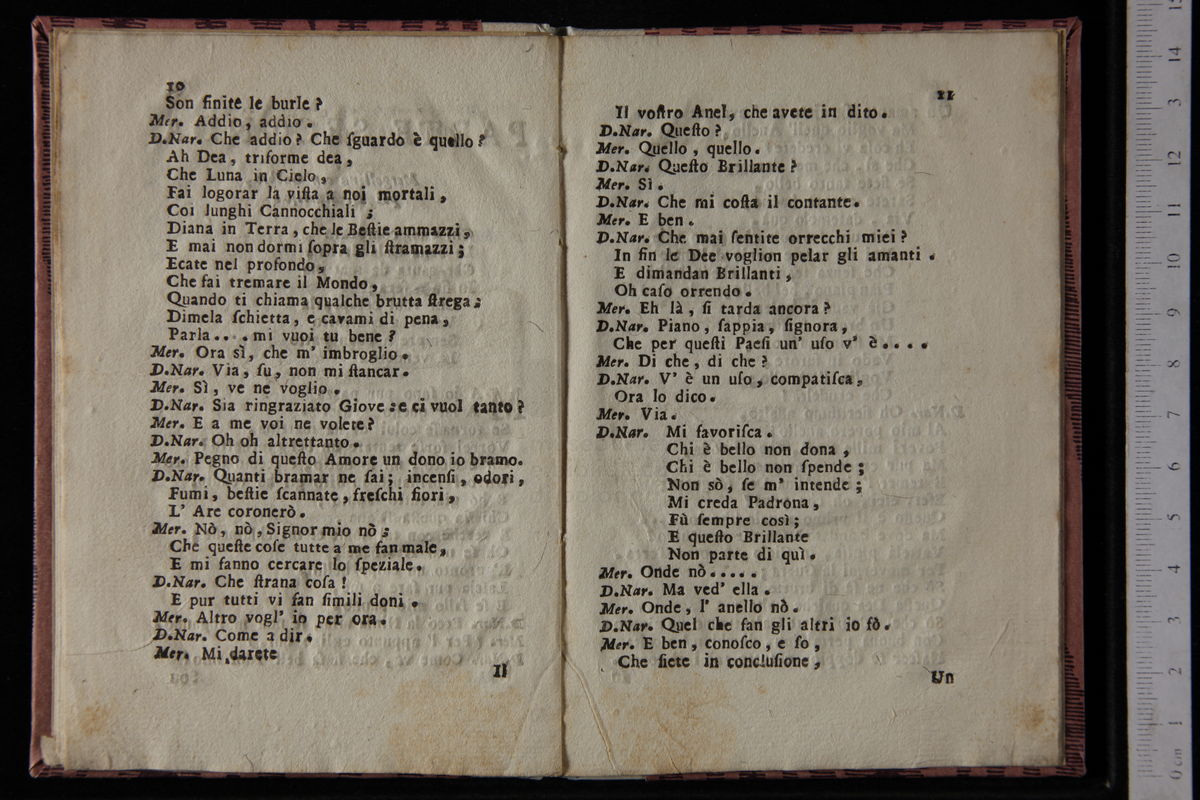 10
Son finite le burle?
Mer. Addio, addio.
D.Nar. Che addio? Che ſguardo è quello?
Ah Dea, triforme dea,
Che Luna in Cielo,
Fai logorar la viſta a noi mortali,
Coi lunghi Cannocchiali;
Diana in Terra, che le Beſtie ammazzi,
E mai non dormi ſopra gli ſtramazzi;
Ecate nel profondo,
Che fai tremare il Mondo,
Quando ti chiama qualche brutta ſtrega;
Dimela ſchietta, e cavami di pena,
Parla... . mi vuoi tu bene?
Mer. Ora sì, che m' imbroglio.
D.Nar. Via, ſu, non mi ſtancar.
Mer. Sì, ve ne voglio.
D.Nar. Sia ringraziato Giove: e ci vuol tanto?
Mer. E a me voi ne volete?
D.Nar. Oh oh altrettanto.
Mer. Pegno di queſto Amore un dono io bramo.
D.Nar. Quanti bramar ne ſai; incenſi, odori,
Fumi, beſtie ſcannate, freſchi fiori,
L' Are coronerò.
Mer. Nò, nò, Signor mio nò;
Che queſte coſe tutte a me fan male,
E mi fanno cercare lo ſpeziale.
D.Nar. Che ſtrana coſa!
E pur tutti vi fan ſimili doni.
Mer. Altro vogl' io per ora.
D.Nar. Come a dir.
Mer. Mi darete
Il
11
Il voſtro Anel, che avete in dito.
D.Nar. Queſto?
Mer. Quello, quello.
D.Nar. Queſto Brillante?
Mer. Sì.
D.Nar. Che mi coſta il contante.
Mer. E ben.
D.Nar. Che mai ſentite orrecchi miei?
In fin le Dee voglion pelar gli amanti.
E dimandan Brillanti,
Oh caſo orrendo.
Mer. Eh là, ſi tarda ancora?
D.Nar. Piano, ſappia, ſignora,
Che per queſti Paeſi un' uſo v' è....
Mer. Di che, di che?
D.Nar. V' è un uſo, compatiſca,
Ora lo dico.
Mer. Via.
D.Nar. Mi favoriſca.
Chi è bello non dona,
Chi è bello non ſpende;
Non sò, ſe m' intende;
Mi creda Padrona,
Fù ſempre così;
E queſto Brillante
Non parte di quì.
Mer. Onde nò.....
D.Nar. Ma ved' ella.
Mer. Onde, l' anello nò.
D.Nar. Quel che fan gli altri io fò.
Mer. E ben, conoſco, e ſo,
Che ſiete in concluſione,
Un